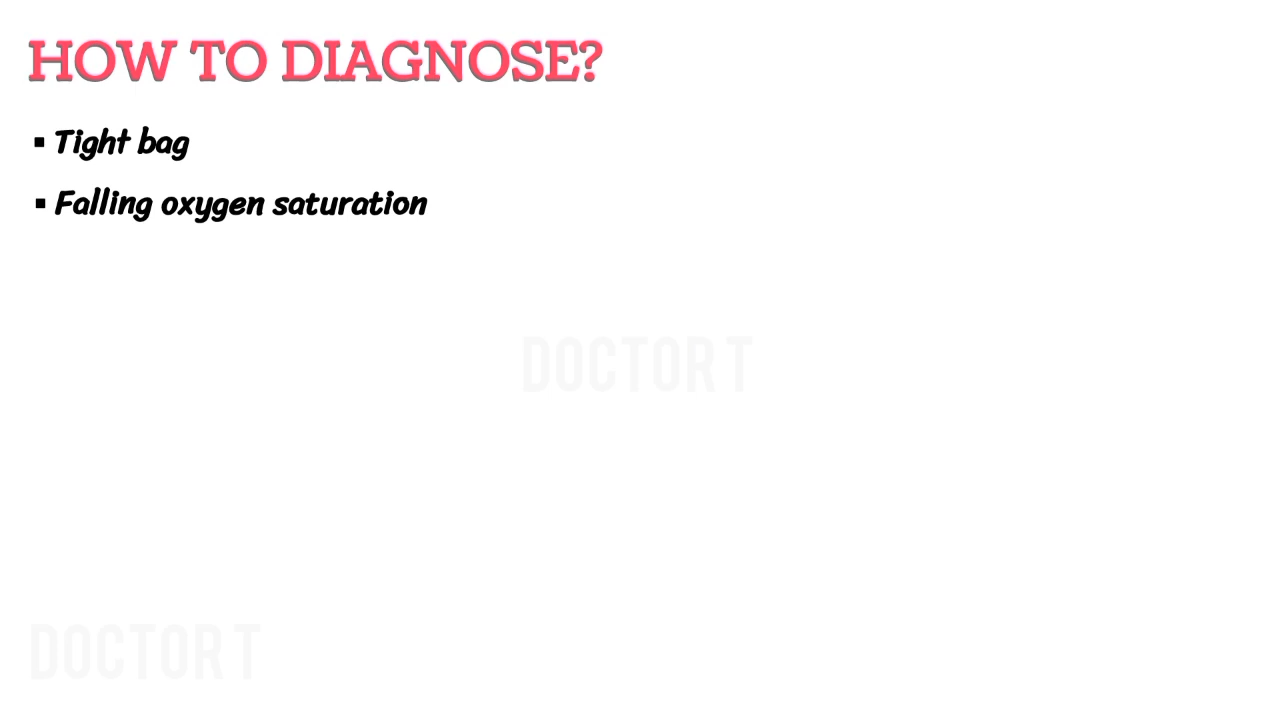 HOW TO DIAGNOSE?
▪ Tight bag
▪ Falling oxygen saturation
DOCTOR T
DOCTOR T